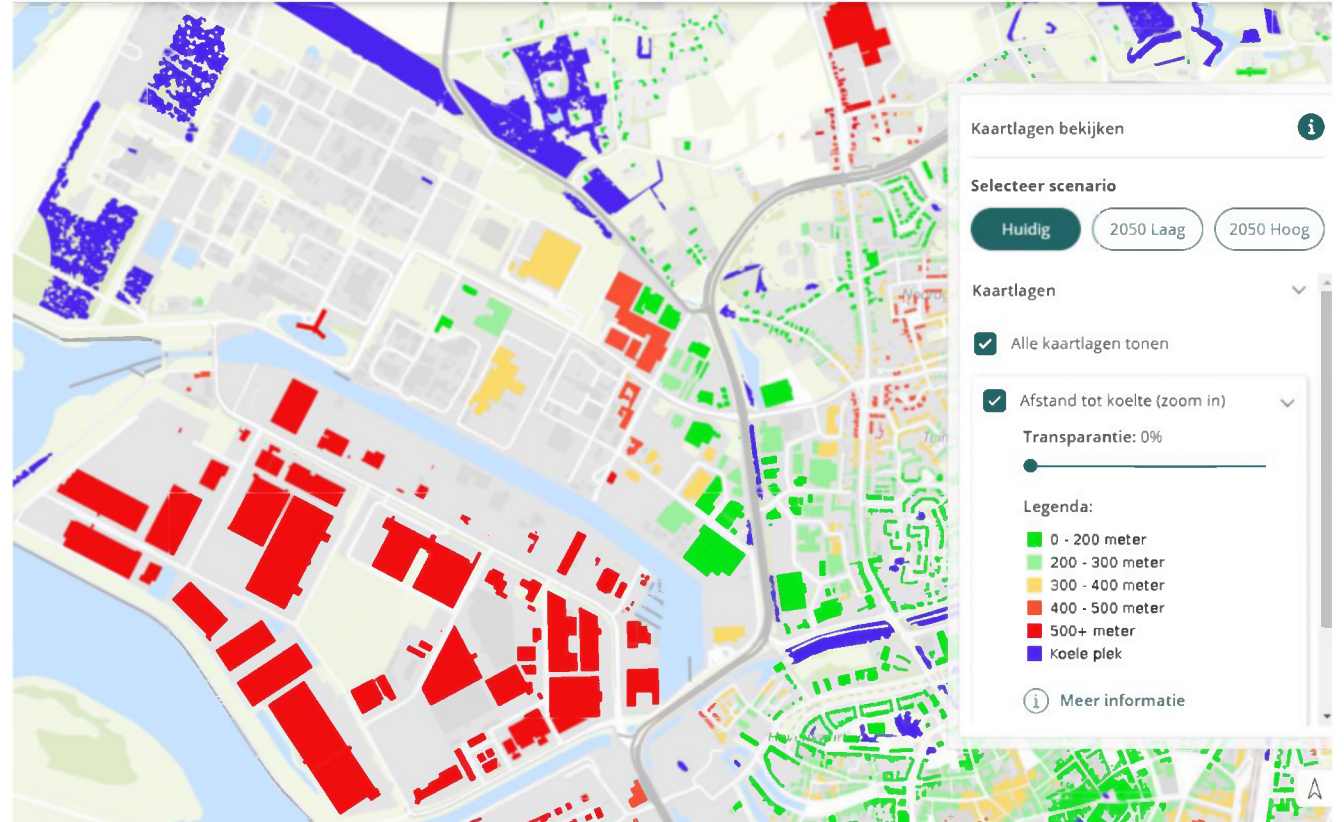 Kaartlagen bekijken
Selecteer scenario
Huidig
2050 Laag
2050 Hoog
Kaartlagen
Alle kaartlagen tonen
Afstand tot koelte (zoom in)
Transparantie: 0%
Legenda:
0 - 200 meter
200 - 300 meter
300 - 400 meter
400 - 500 meter
500+ meter
Koele plek
Meer informatie